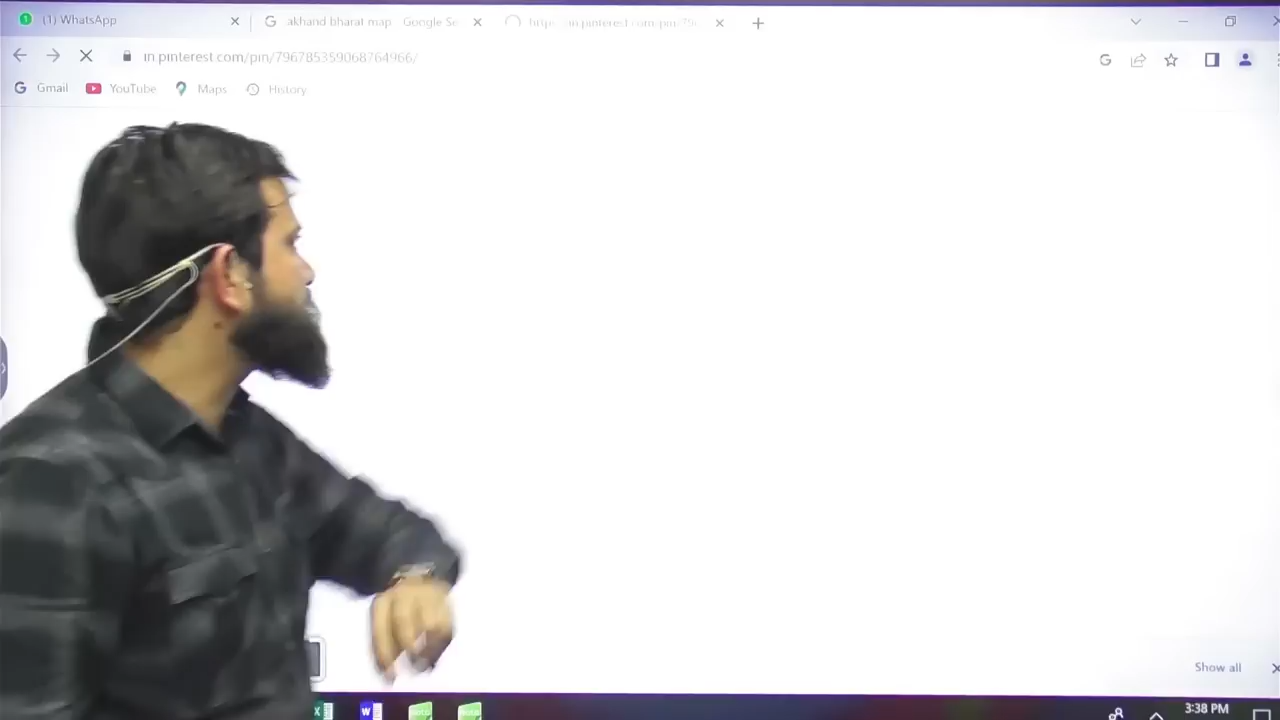 1 (1) WhatsApp akhand bharat map Google Se
in.pinterest.com/pin/796785359068764966/
Gmail YouTube Maps History
Show all
3:38 PM